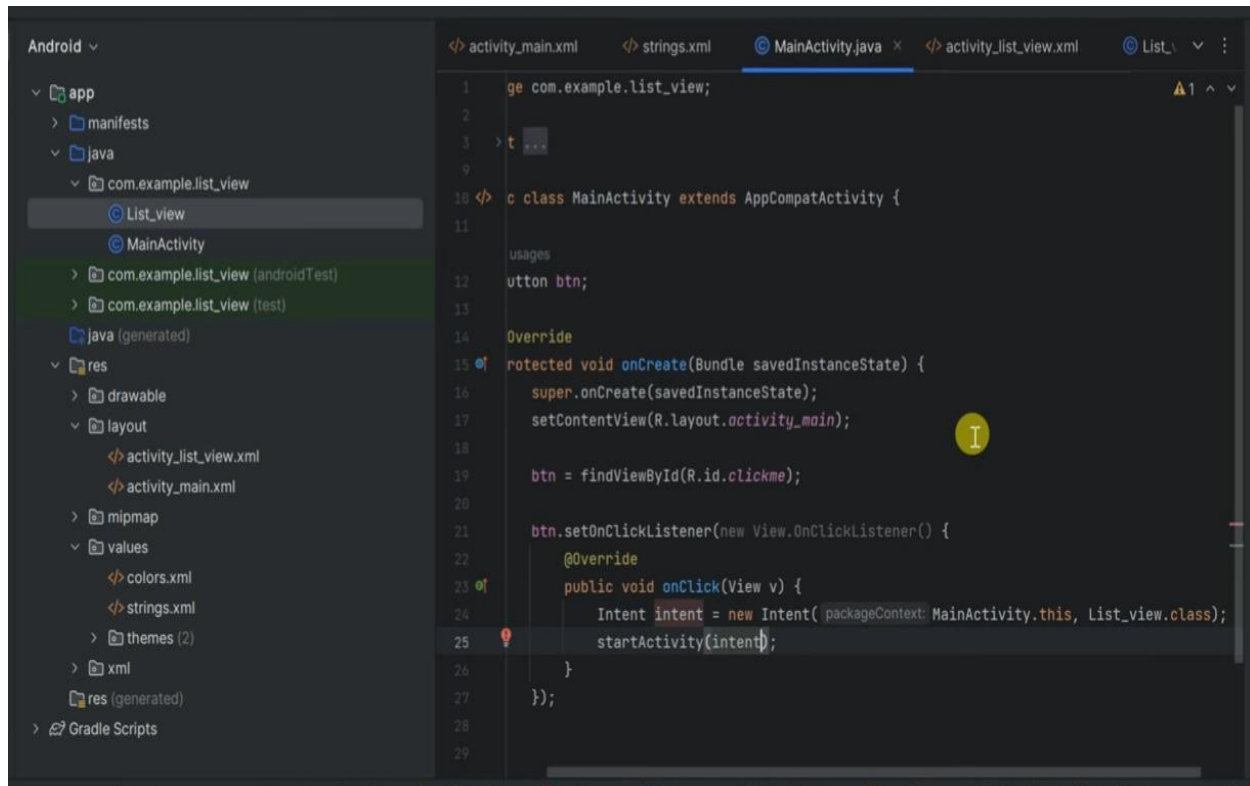 Android
app
manifests
java
com.example.list_view
List_view
MainActivity
com.example.list_view (androidTest)
com.example.list_view (test)
java (generated)
res
drawable
layout
activity_list_view.xml
activity_main.xml
mipmap
values
colors.xml
strings.xml
themes (2)
xml
res (generated)
Gradle Scripts
</> activity_main.xml </> strings.xml © MainActivity.java × </> activity_list_view.xml © List_
1 ge com.example.list_view; 1
2
3 > t ...
9
10 </> c class MainActivity extends AppCompatActivity {
11
usages
12 utton btn;
13
14 Override
15 rotected void onCreate(Bundle savedInstanceState) {
16 super.onCreate(savedInstanceState);
17 setContentView(R.layout.activity_main);
18
19 btn = findViewById(R.id.clickme);
20
21 btn.setOnClickListener(new View.OnClickListener() {
22 @Override
23 public void onClick(View v) {
24 Intent intent = new Intent( packageContext: MainActivity.this, List_view.class);
25 startActivity(intent);
26 }
27 });
28
29